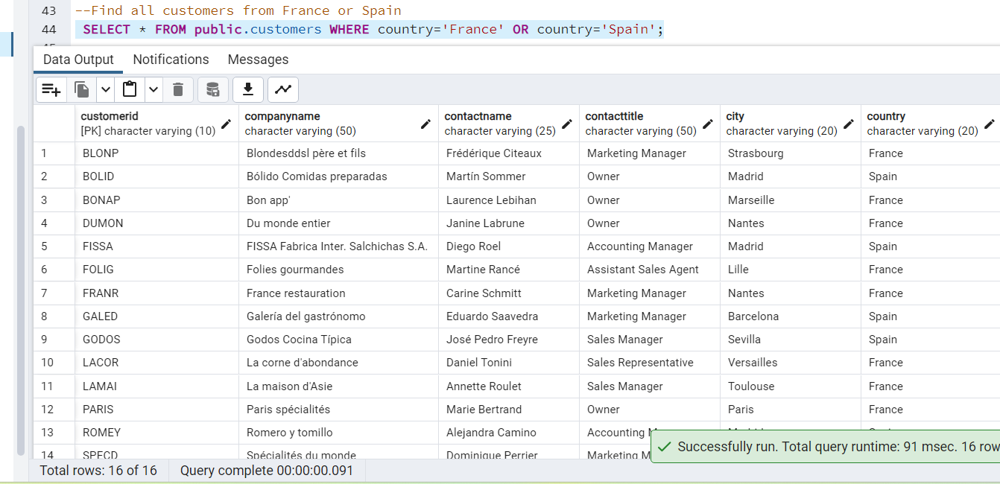 43 --Find all customers from France or Spain
44 SELECT * FROM public.customers WHERE country='France' OR country='Spain';
Data Output Notifications Messages
customerid companyname contactname contacttitle city country
[PK] character varying (10) character varying (50) character varying (25) character varying (50) character varying (20) character varying (20)
1 BLONP Blondesddsl père et fils Frédérique Citeaux Marketing Manager Strasbourg France
2 BOLID Bólido Comidas preparadas Martín Sommer Owner Madrid Spain
3 BONAP Bon app' Laurence Lebihan Owner Marseille France
4 DUMON Du monde entier Janine Labrune Owner Nantes France
5 FISSA FISSA Fabrica Inter. Salchichas S.A. Diego Roel Accounting Manager Madrid Spain
6 FOLIG Folies gourmandes Martine Rancé Assistant Sales Agent Lille France
7 FRANR France restauration Carine Schmitt Marketing Manager Nantes France
8 GALED Galería del gastrónomo Eduardo Saavedra Marketing Manager Barcelona Spain
9 GODOS Godos Cocina Típica José Pedro Freyre Sales Manager Sevilla Spain
10 LACOR La corne d'abondance Daniel Tonini Sales Representative Versailles France
11 LAMAI La maison d'Asie Annette Roulet Sales Manager Toulouse France
12 PARIS Paris spécialités Marie Bertrand Owner Paris France
13 ROMEY Romero y tomillo Alejandra Camino Accounting
14 SPECD Spécialités du monde Dominique Perrier Marketing
Successfully run. Total query runtime: 91 msec. 16 row
Total rows: 16 of 16 Query complete 00:00:00.091